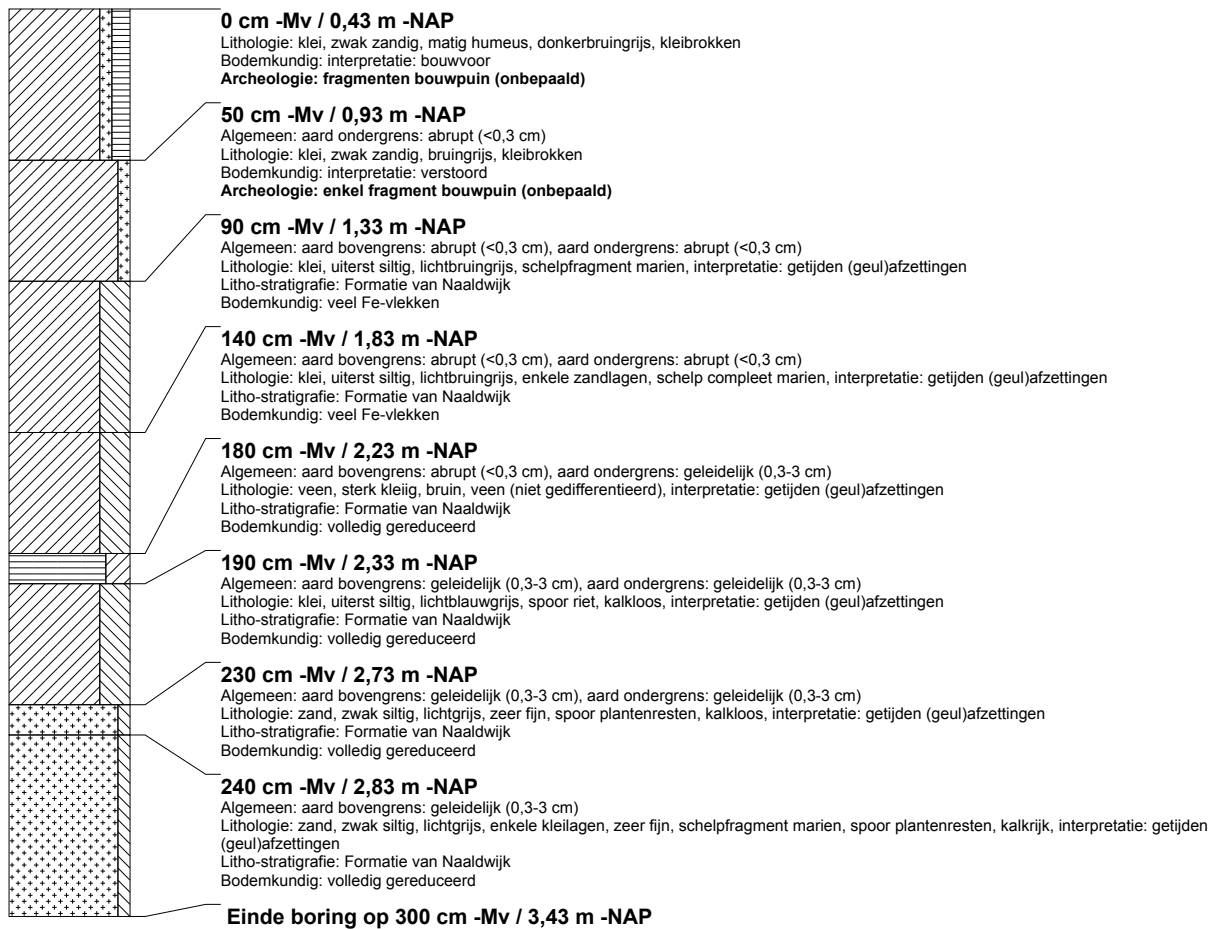 0 cm -Mv / 0,43 m -NAP
Lithologie: klei, zwak zandig, matig humeus, donkerbruingrijs, kleibrokken
Bodemkundig: interpretatie: bouwvoor
Archeologie: fragmenten bouwpuin (onbepaald)
50 cm -Mv / 0,93 m -NAP
Algemeen: aard ondergrens: abrupt (<0,3 cm)
Lithologie: klei, zwak zandig, bruingrijs, kleibrokken
Bodemkundig: interpretatie: verstoord
Archeologie: enkel fragment bouwpuin (onbepaald)
90 cm -Mv / 1,33 m -NAP
Algemeen: aard bovengrens: abrupt (<0,3 cm), aard ondergrens: abrupt (<0,3 cm)
Lithologie: klei, uiterst siltig, lichtbruingrijs, schelpfragment marien, interpretatie: getijden (geul)afzettingen
Litho-stratigrafie: Formatie van Naaldwijk
Bodemkundig: veel Fe-vlekken
140 cm -Mv / 1,83 m -NAP
Algemeen: aard bovengrens: abrupt (<0,3 cm), aard ondergrens: abrupt (<0,3 cm)
Lithologie: klei, uiterst siltig, lichtbruingrijs, enkele zandlagen, schelp compleet marien, interpretatie: getijden (geul)afzettingen
Litho-stratigrafie: Formatie van Naaldwijk
Bodemkundig: veel Fe-vlekken
180 cm -Mv / 2,23 m -NAP
Algemeen: aard bovengrens: abrupt (<0,3 cm), aard ondergrens: geleidelijk (0,3-3 cm)
Lithologie: veen, sterk kleiig, bruin, veen (niet gedifferentieerd), interpretatie: getijden (geul)afzettingen
Litho-stratigrafie: Formatie van Naaldwijk
Bodemkundig: volledig gereduceerd
190 cm -Mv / 2,33 m -NAP
Algemeen: aard bovengrens: geleidelijk (0,3-3 cm), aard ondergrens: geleidelijk (0,3-3 cm)
Lithologie: klei, uiterst siltig, lichtblauwgrijs, spoor riet, kalkloos, interpretatie: getijden (geul)afzettingen
Litho-stratigrafie: Formatie van Naaldwijk
Bodemkundig: volledig gereduceerd
230 cm -Mv / 2,73 m -NAP
Algemeen: aard bovengrens: geleidelijk (0,3-3 cm), aard ondergrens: geleidelijk (0,3-3 cm)
Lithologie: zand, zwak siltig, lichtgrijs, zeer fijn, spoor plantenresten, kalkloos, interpretatie: getijden (geul)afzettingen
Litho-stratigrafie: Formatie van Naaldwijk
Bodemkundig: volledig gereduceerd
240 cm -Mv / 2,83 m -NAP
Algemeen: aard bovengrens: geleidelijk (0,3-3 cm)
Lithologie: zand, zwak siltig, lichtgrijs, enkele kleilagen, zeer fijn, schelpfragment marien, spoor plantenresten, kalkrijk, interpretatie: getijden
(geul)afzettingen
Litho-stratigrafie: Formatie van Naaldwijk
Bodemkundig: volledig gereduceerd
Einde boring op 300 cm -Mv / 3,43 m -NAP